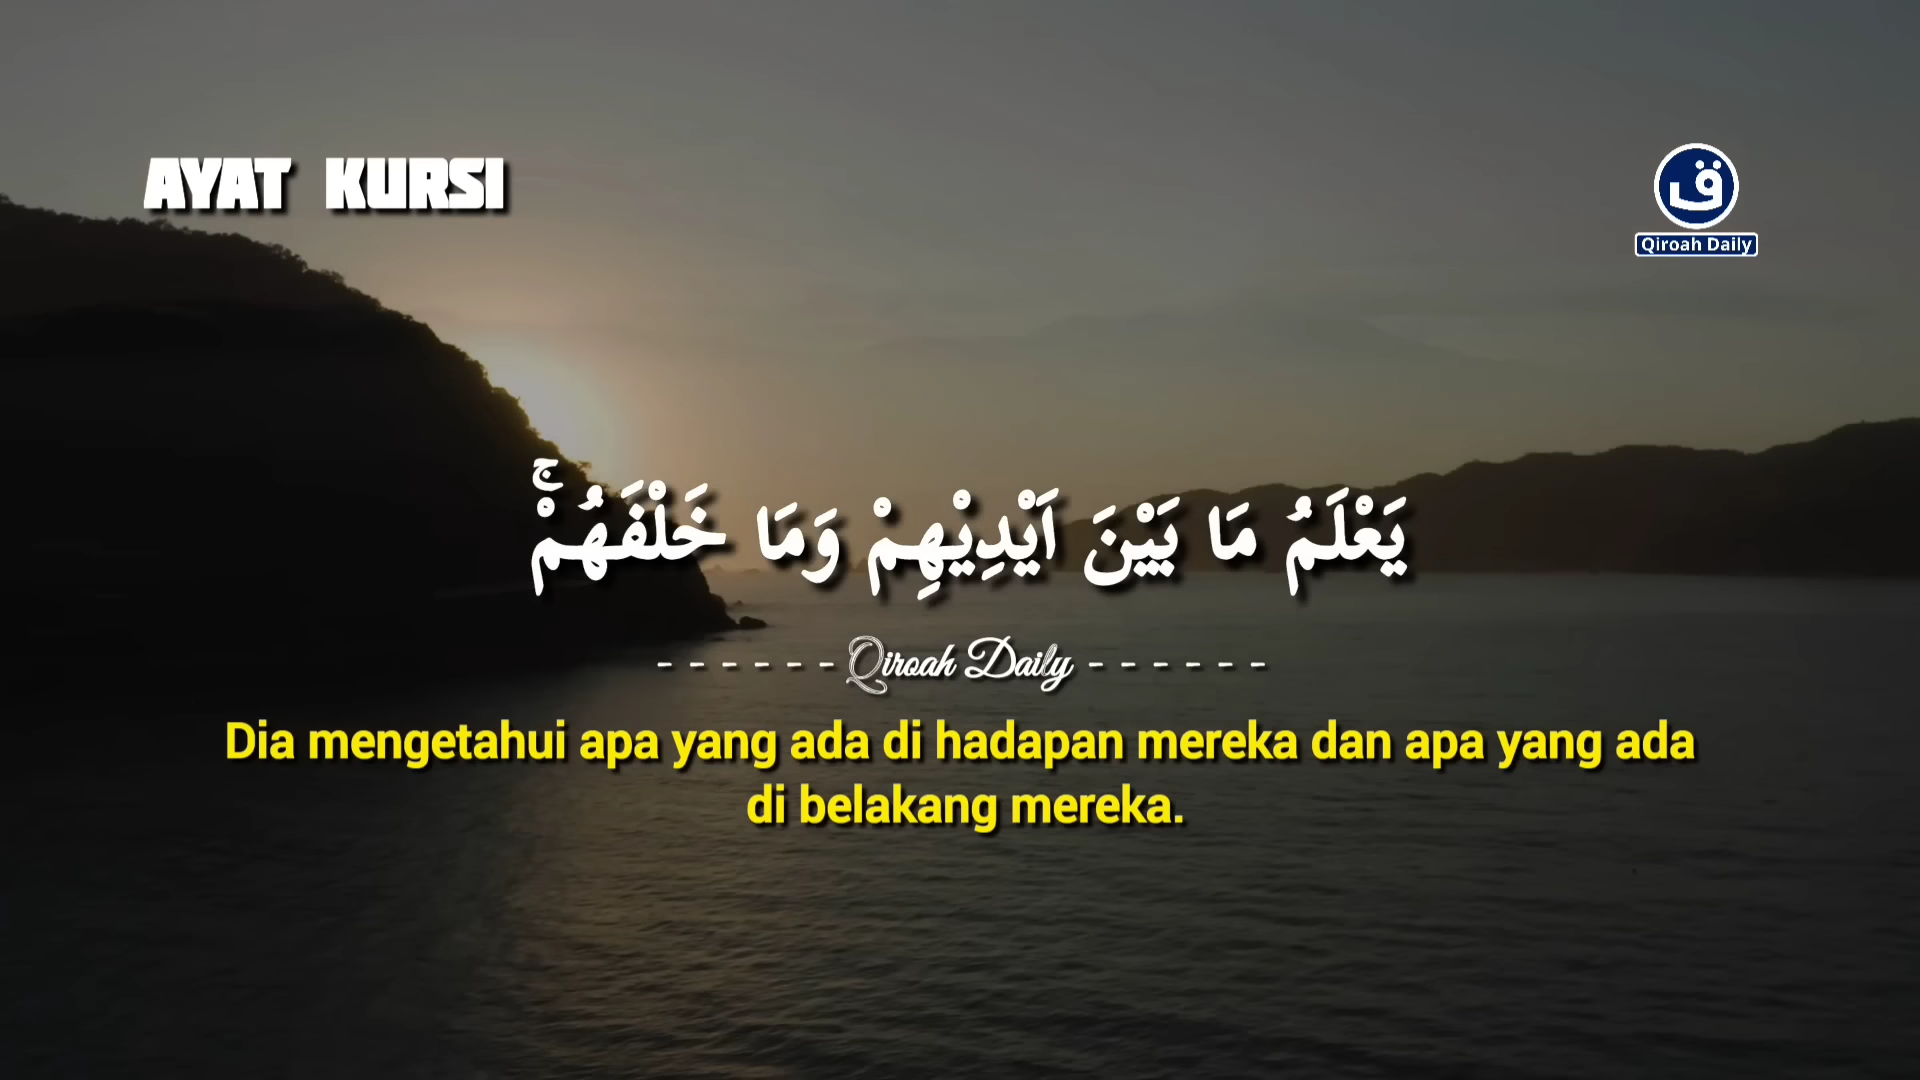 AYAT KURSI
ق
Qiroah Daily
يَعْلَمُ مَا بَيْنَ اَيْدِيْهِمْ وَمَا خَلْفَهُمْۚ
------ Qiroah Daily ------
Dia mengetahui apa yang ada di hadapan mereka dan apa yang ada
di belakang mereka.